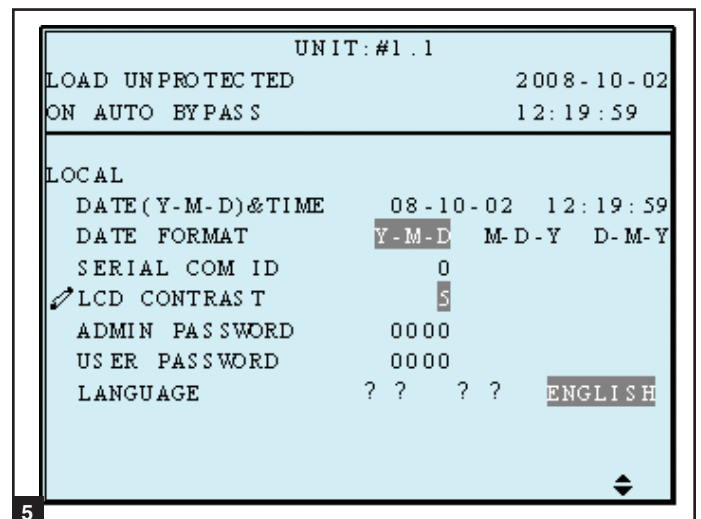 UNIT:#1.1
LOAD UNPROTECTED 2008-10-02
ON AUTO BYPASS 12:19:59
LOCAL
DATE(Y-M-D)&TIME 08-10-02 12:19:59
DATE FORMAT Y-M-D M-D-Y D-M-Y
SERIAL COM ID 0
LCD CONTRAST 5
ADMIN PASSWORD 0000
USER PASSWORD 0000
LANGUAGE ? ? ? ? ENGLISH
5